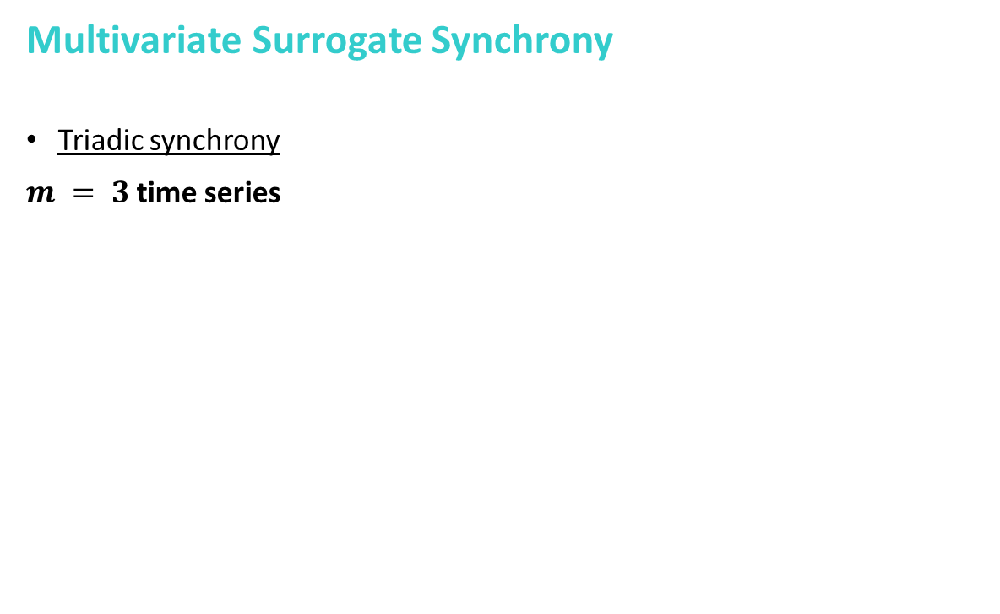 Multivariate Surrogate Synchrony
• Triadic synchrony
m = 3 time series